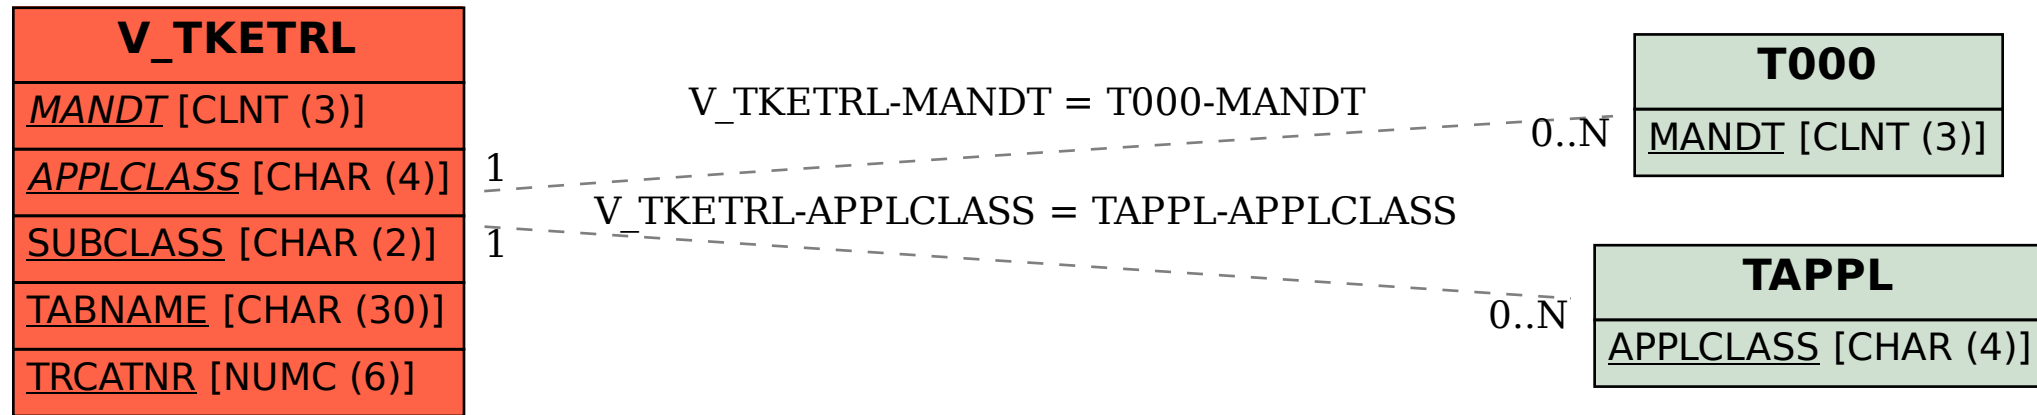 V_TKETRL
MANDT [CLNT (3)]
APPLCLASS [CHAR (4)]
SUBCLASS [CHAR (2)]
TABNAME [CHAR (30)]
TRCATNR [NUMC (6)]
V_TKETRL-MANDT = T000-MANDT
1
0..N
V_TKETRL-APPLCLASS = TAPPL-APPLCLASS
1
0..N
T000
MANDT [CLNT (3)]
TAPPL
APPLCLASS [CHAR (4)]